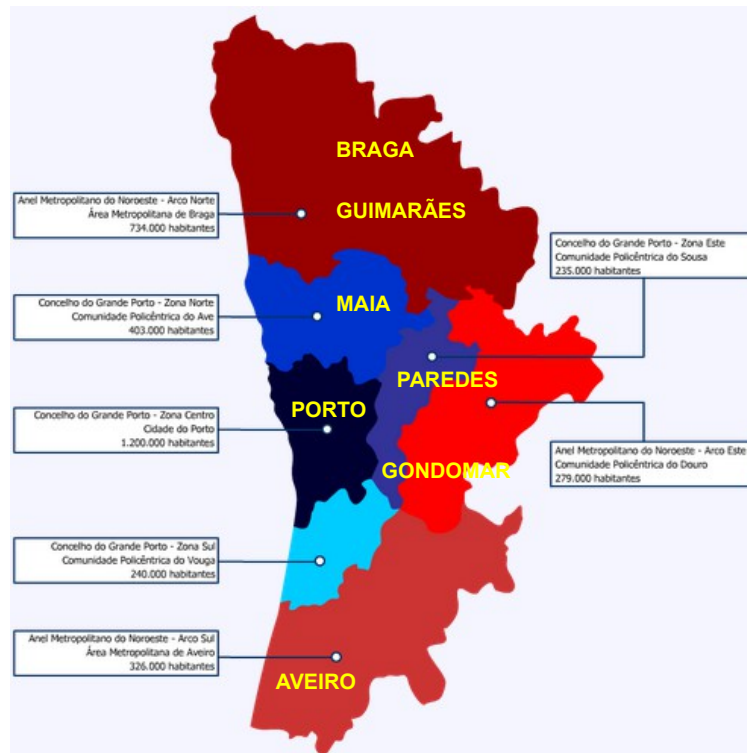 BRAGA
GUIMARÃES
Anel Metropolitano do Noroeste - Arco Norte
Área Metropolitana de Braga
734.000 habitantes
Concelho do Grande Porto - Zona Este
Comunidade Policêntrica do Sousa
235.000 habitantes
MAIA
Concelho do Grande Porto - Zona Norte
Comunidade Policêntrica do Ave
403.000 habitantes
PAREDES
PORTO
Concelho do Grande Porto - Zona Centro
Cidade do Porto
1.200.000 habitantes
GONDOMAR
Anel Metropolitano do Noroeste - Arco Este
Comunidade Policêntrica do Douro
279.000 habitantes
Concelho do Grande Porto - Zona Sul
Comunidade Policêntrica do Vouga
240.000 habitantes
Anel Metropolitano do Noroeste - Arco Sul
Área Metropolitana de Aveiro
326.000 habitantes
AVEIRO